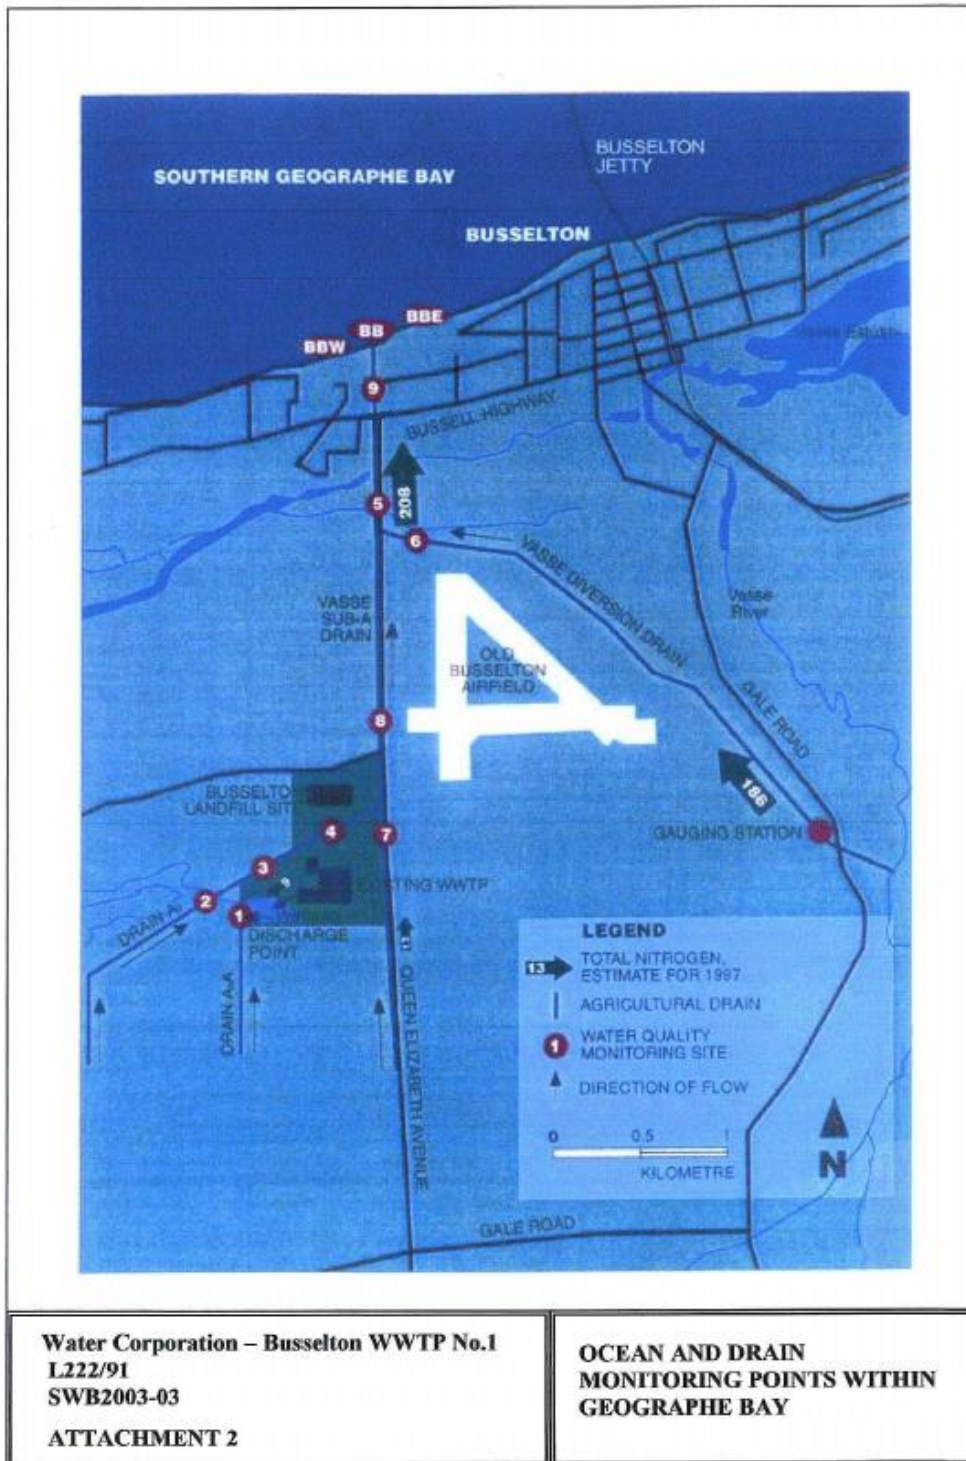 BUSSELTON
JETTY
SOUTHERN GEOGRAPHE BAY
BUSSELTON
BBE
BB
BBW
9
BUSSELL HIGHWAY
208
5
6
VASSE DIVERSION DRAIN
VASSE
SUB-A
DRAIN
Vasse
River
OLD
BUSSELTON
AIRFIELD
GALE ROAD
8
186
BUSSELTON
LANDFILL SITE
4
7
GAUGING STATION
3
EXISTING WWTP
2
1
DRAIN A
DISCHARGE
POINT
DRAIN A
QUEEN ELIZABETH AVENUE
LEGEND
13
TOTAL NITROGEN,
ESTIMATE FOR 1997
AGRICULTURAL DRAIN
1
WATER QUALITY
MONITORING SITE
DIRECTION OF FLOW
0 0.5 1
KILOMETRE
N
GALE ROAD
Water Corporation – Busselton WWTP No.1
L222/91
SWB2003-03
ATTACHMENT 2
OCEAN AND DRAIN
MONITORING POINTS WITHIN
GEOGRAPHE BAY